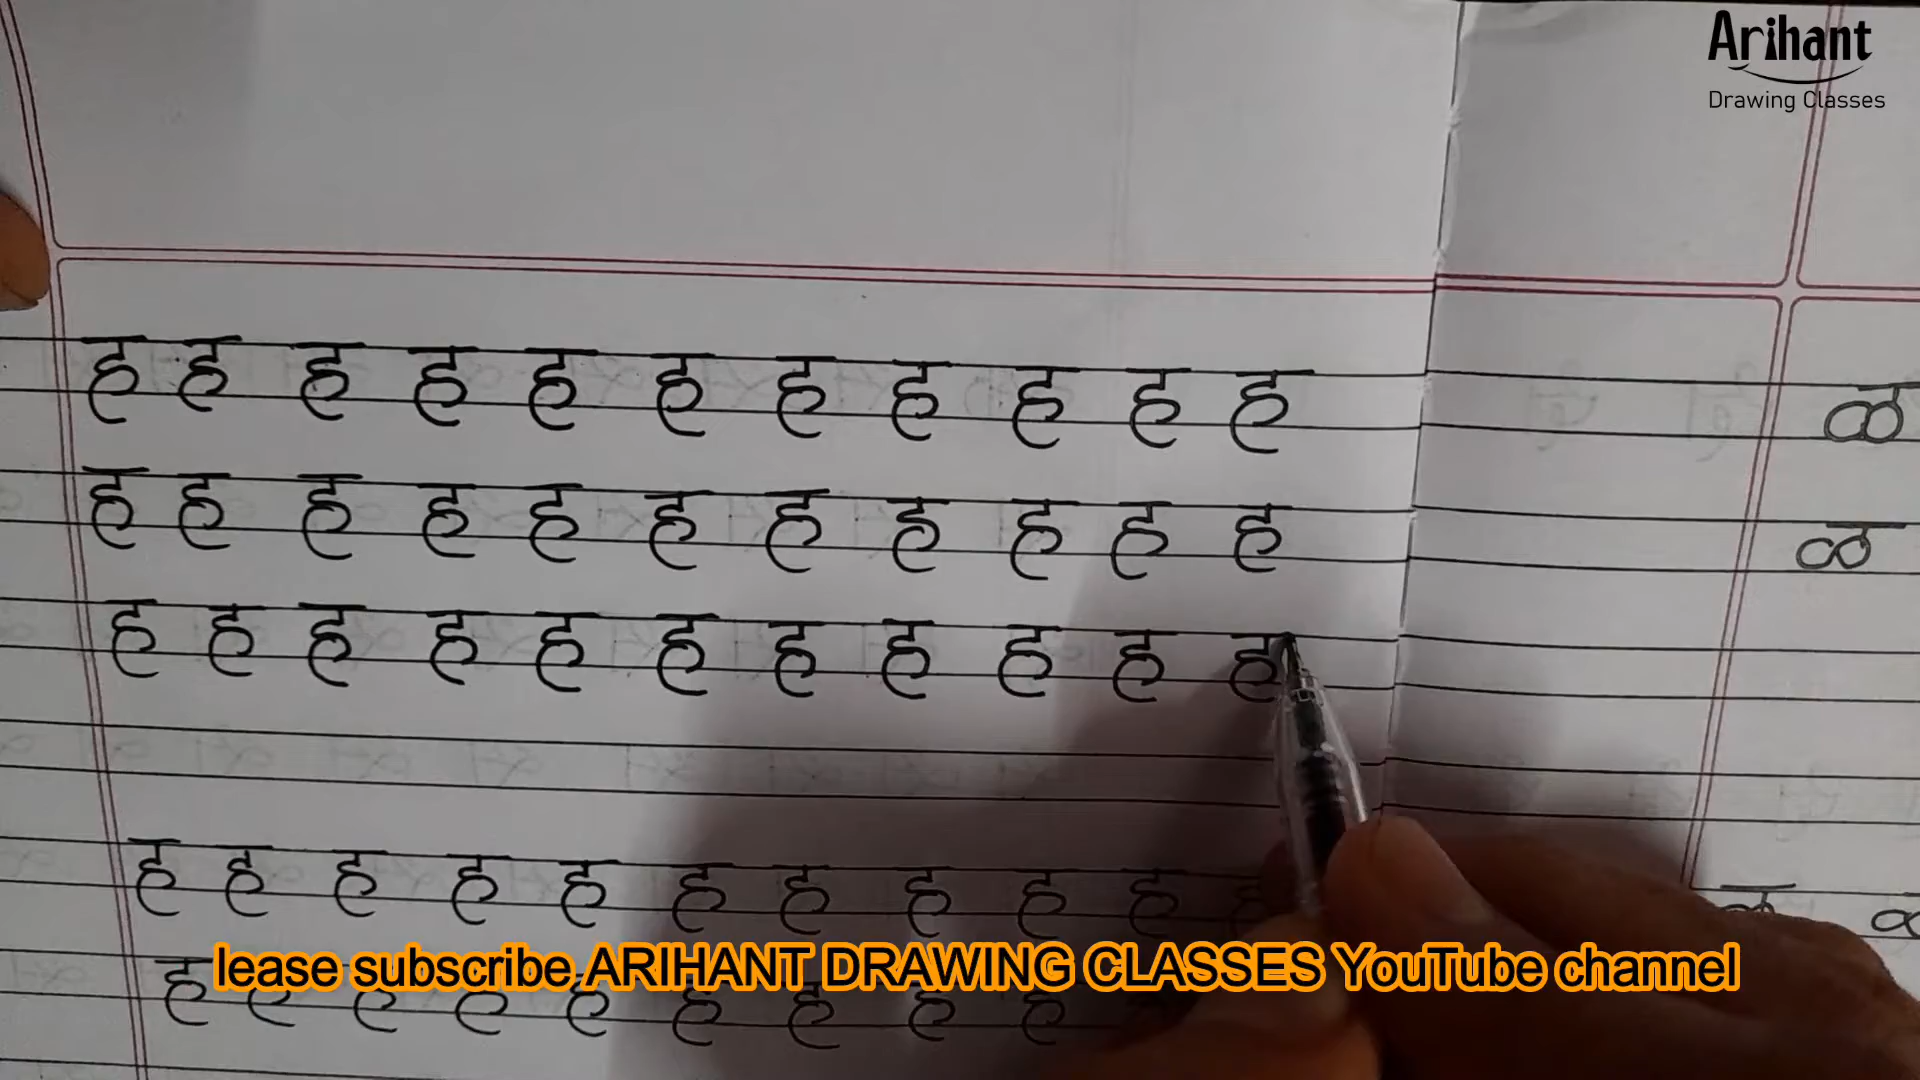 Arihant
Drawing Classes
ह ह ह ह ह ह ह ह ह ह ह
ळ
ह ह ह ह ह ह ह ह ह ह ह
ळ
ह ह ह ह ह ह ह ह ह ह ह
ह ह ह ह ह ह ह ह ह ह ह
lease subscribe ARIHANT DRAWING CLASSES YouTube channel
ह ह ह ह ह ह ह ह ह